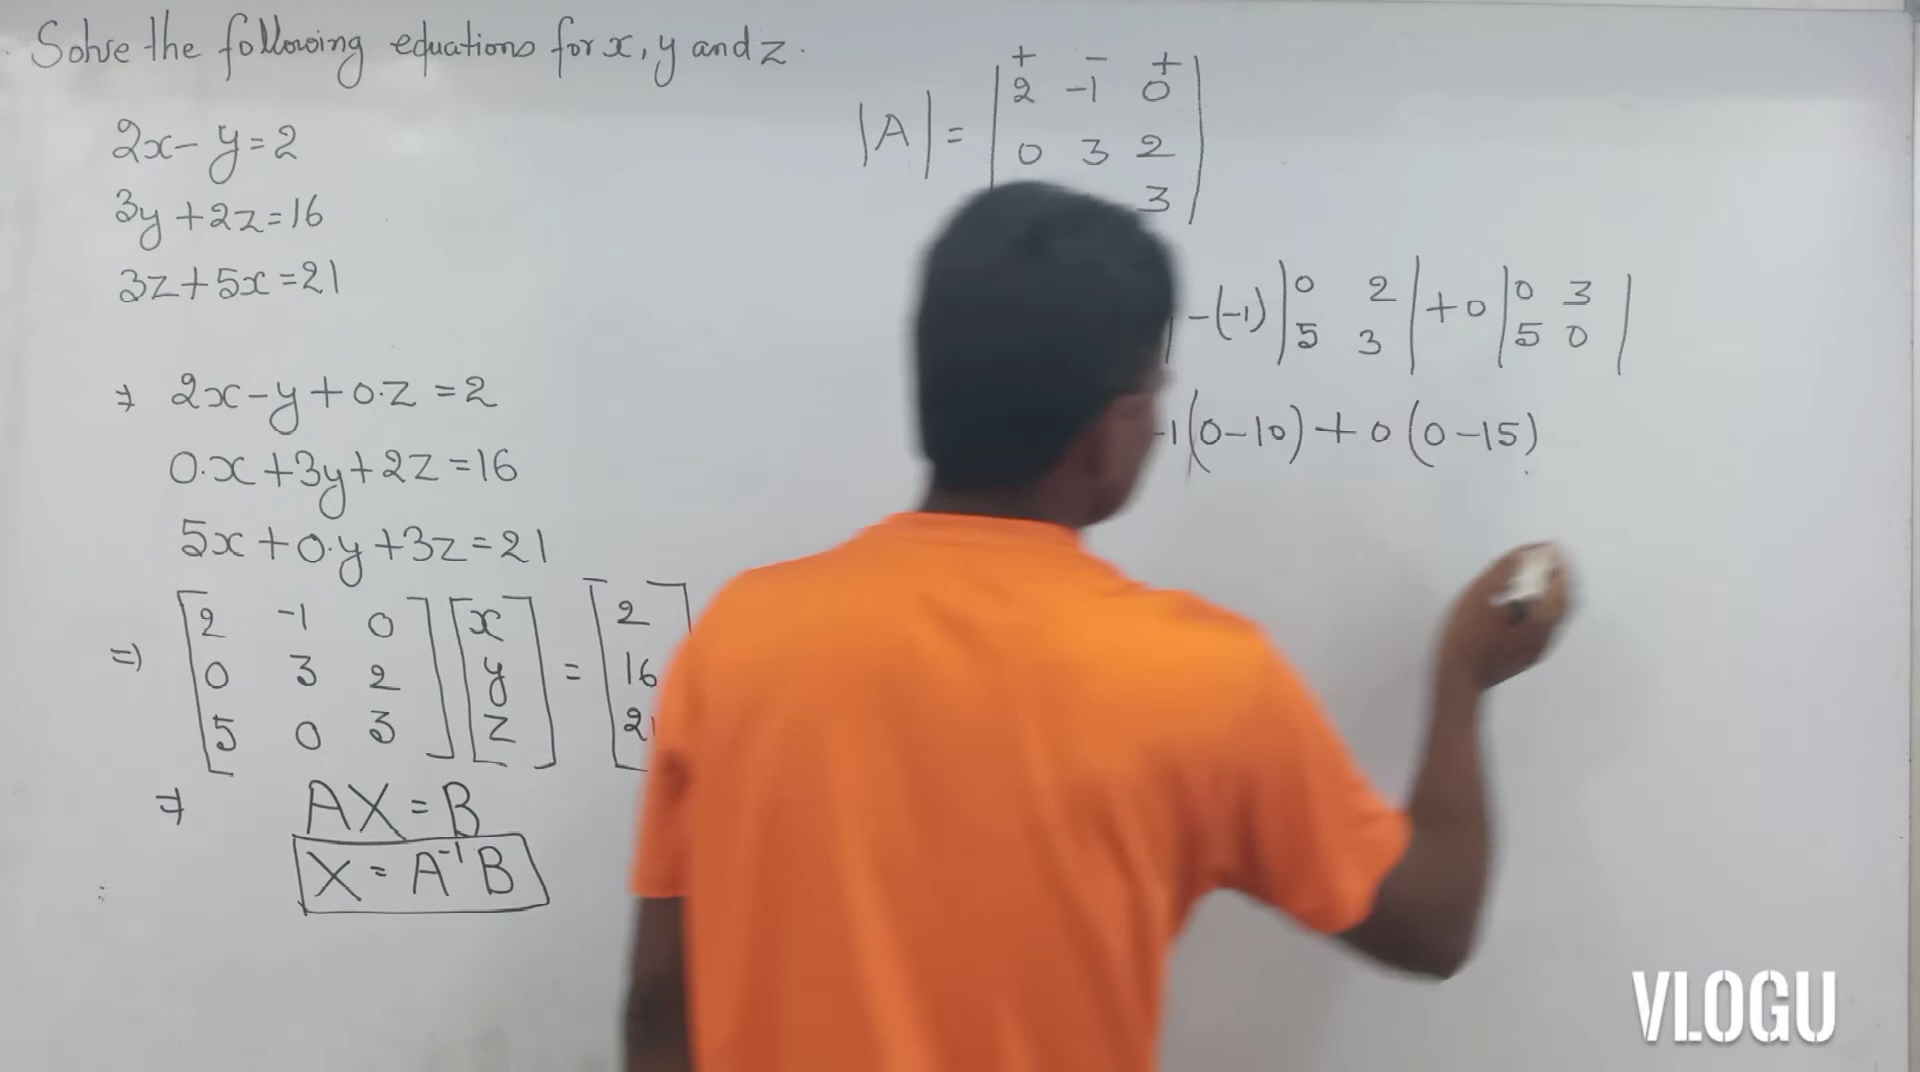 Solve the following equations for x, y and z.
2x - y = 2
3y + 2z = 16
3z + 5x = 21
⇒ 2x - y + 0.z = 2
0.x + 3y + 2z = 16
5x + 0.y + 3z = 21
2 -1 0 x 2
⇒ 0 3 2 y = 16
5 0 3 z 21
⇒ AX = B
X = A⁻¹B
+ - +
2 -1 0
|A| = 0 3 2
3
-(-1) |0 2| + 0 |0 3|
5 3 5 0
1(0-10) + 0(0-15)
VLOGU